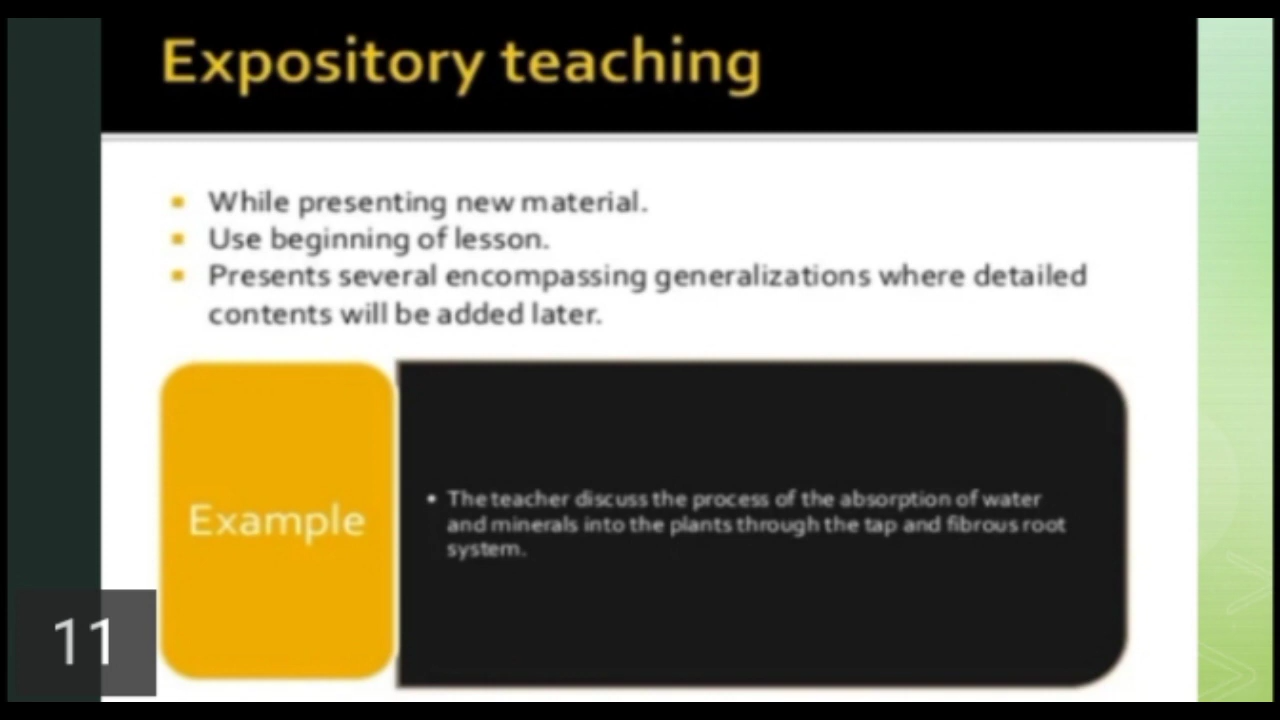 Expository teaching
While presenting new material.
Use beginning of lesson.
Presents several encompassing generalizations where detailed
contents will be added later.
Example
• The teacher discuss the process of the absorption of water
and minerals into the plants through the tap and fibrous root
system.
11